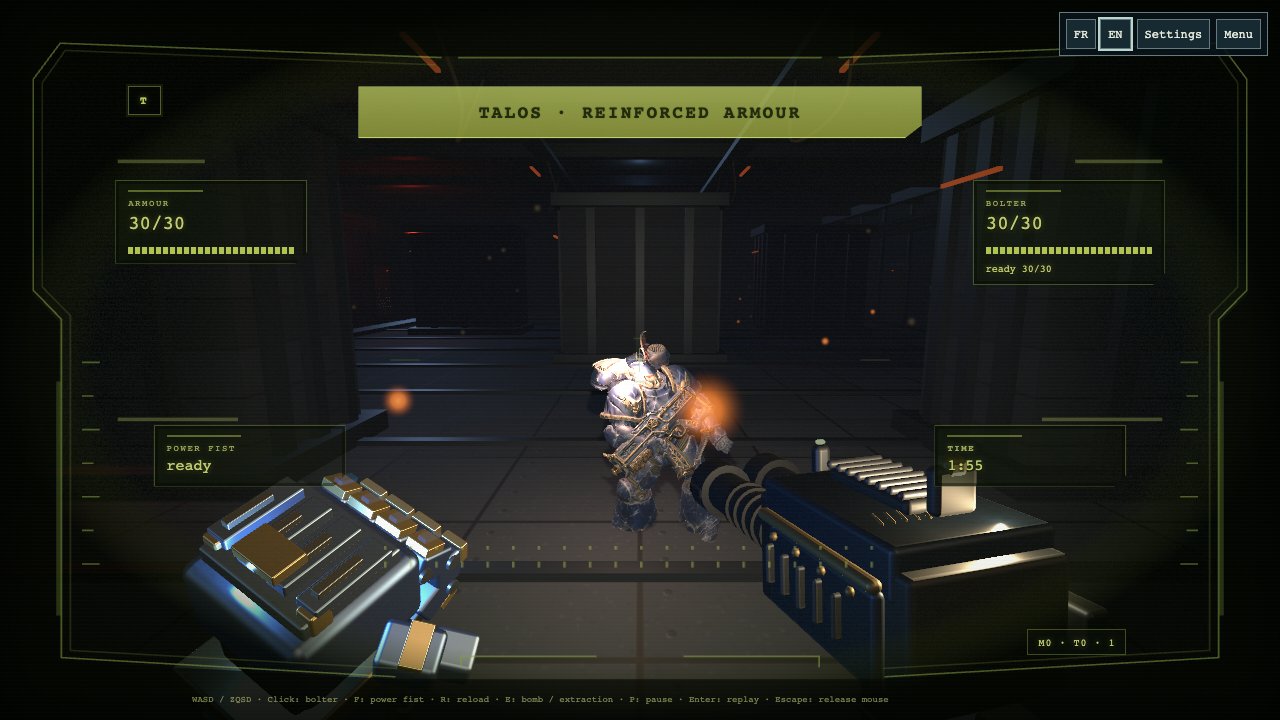 FR EN Settings Menu
T
TALOS · REINFORCED ARMOUR
ARMOUR
30/30
BOLTER
30/30
ready 30/30
POWER FIST
ready
TIME
1:55
M0 · T0 · 1
WASD / ZQSD · Click: bolter · F: power fist · R: reload · E: bomb / extraction · P: pause · Enter: replay · Escape: release mouse